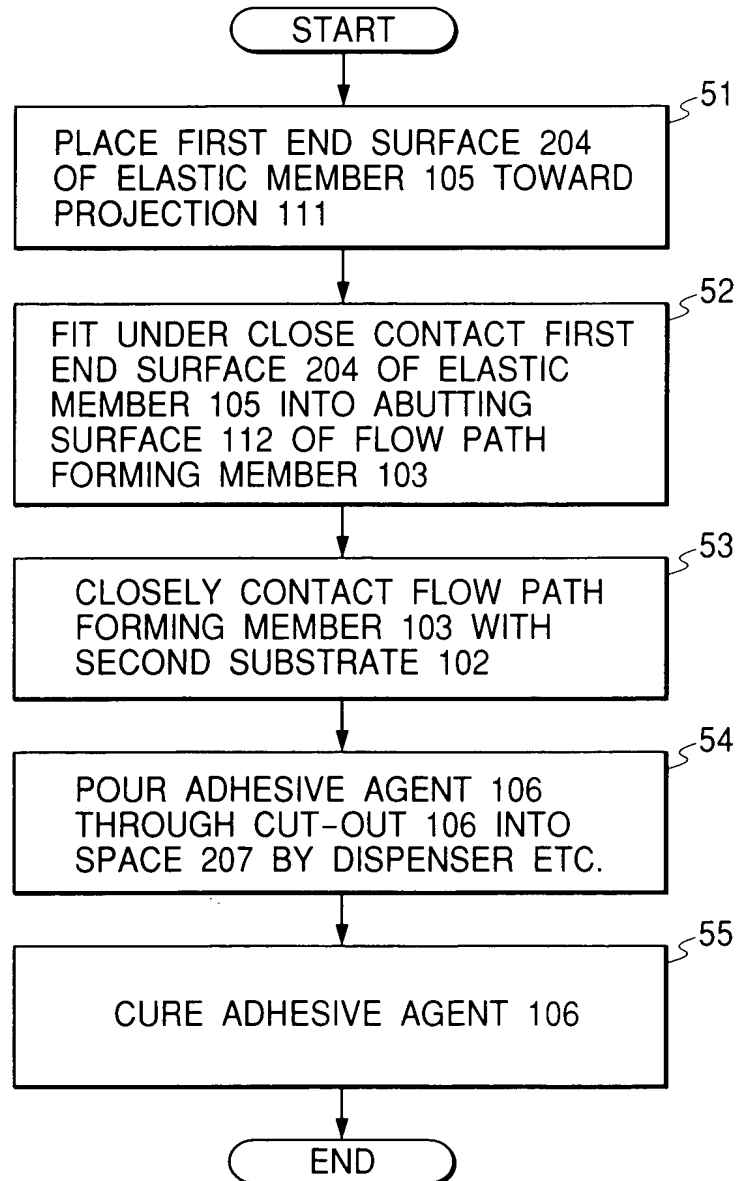 START
51
PLACE FIRST END SURFACE 204
OF ELASTIC MEMBER 105 TOWARD
PROJECTION 111
52
FIT UNDER CLOSE CONTACT FIRST
END SURFACE 204 OF ELASTIC
MEMBER 105 INTO ABUTTING
SURFACE 112 OF FLOW PATH
FORMING MEMBER 103
53
CLOSELY CONTACT FLOW PATH
FORMING MEMBER 103 WITH
SECOND SUBSTRATE 102
54
POUR ADHESIVE AGENT 106
THROUGH CUT-OUT 106 INTO
SPACE 207 BY DISPENSER ETC.
55
CURE ADHESIVE AGENT 106
END